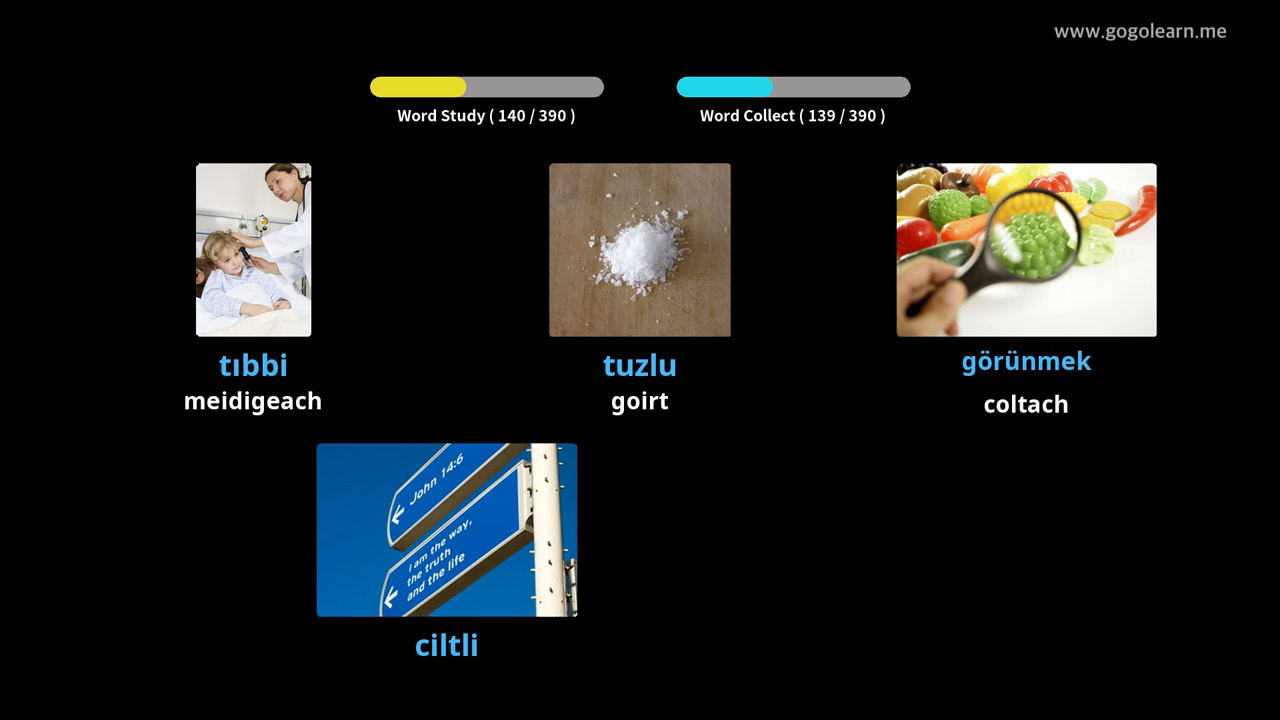 www.gogolearn.me
Word Study ( 140 / 390 )
Word Collect ( 139 / 390 )
tıbbi
meidigeach
tuzlu
goirt
görünmek
coltach
John 14:6
I am the way,
the truth
and the life
ciltli